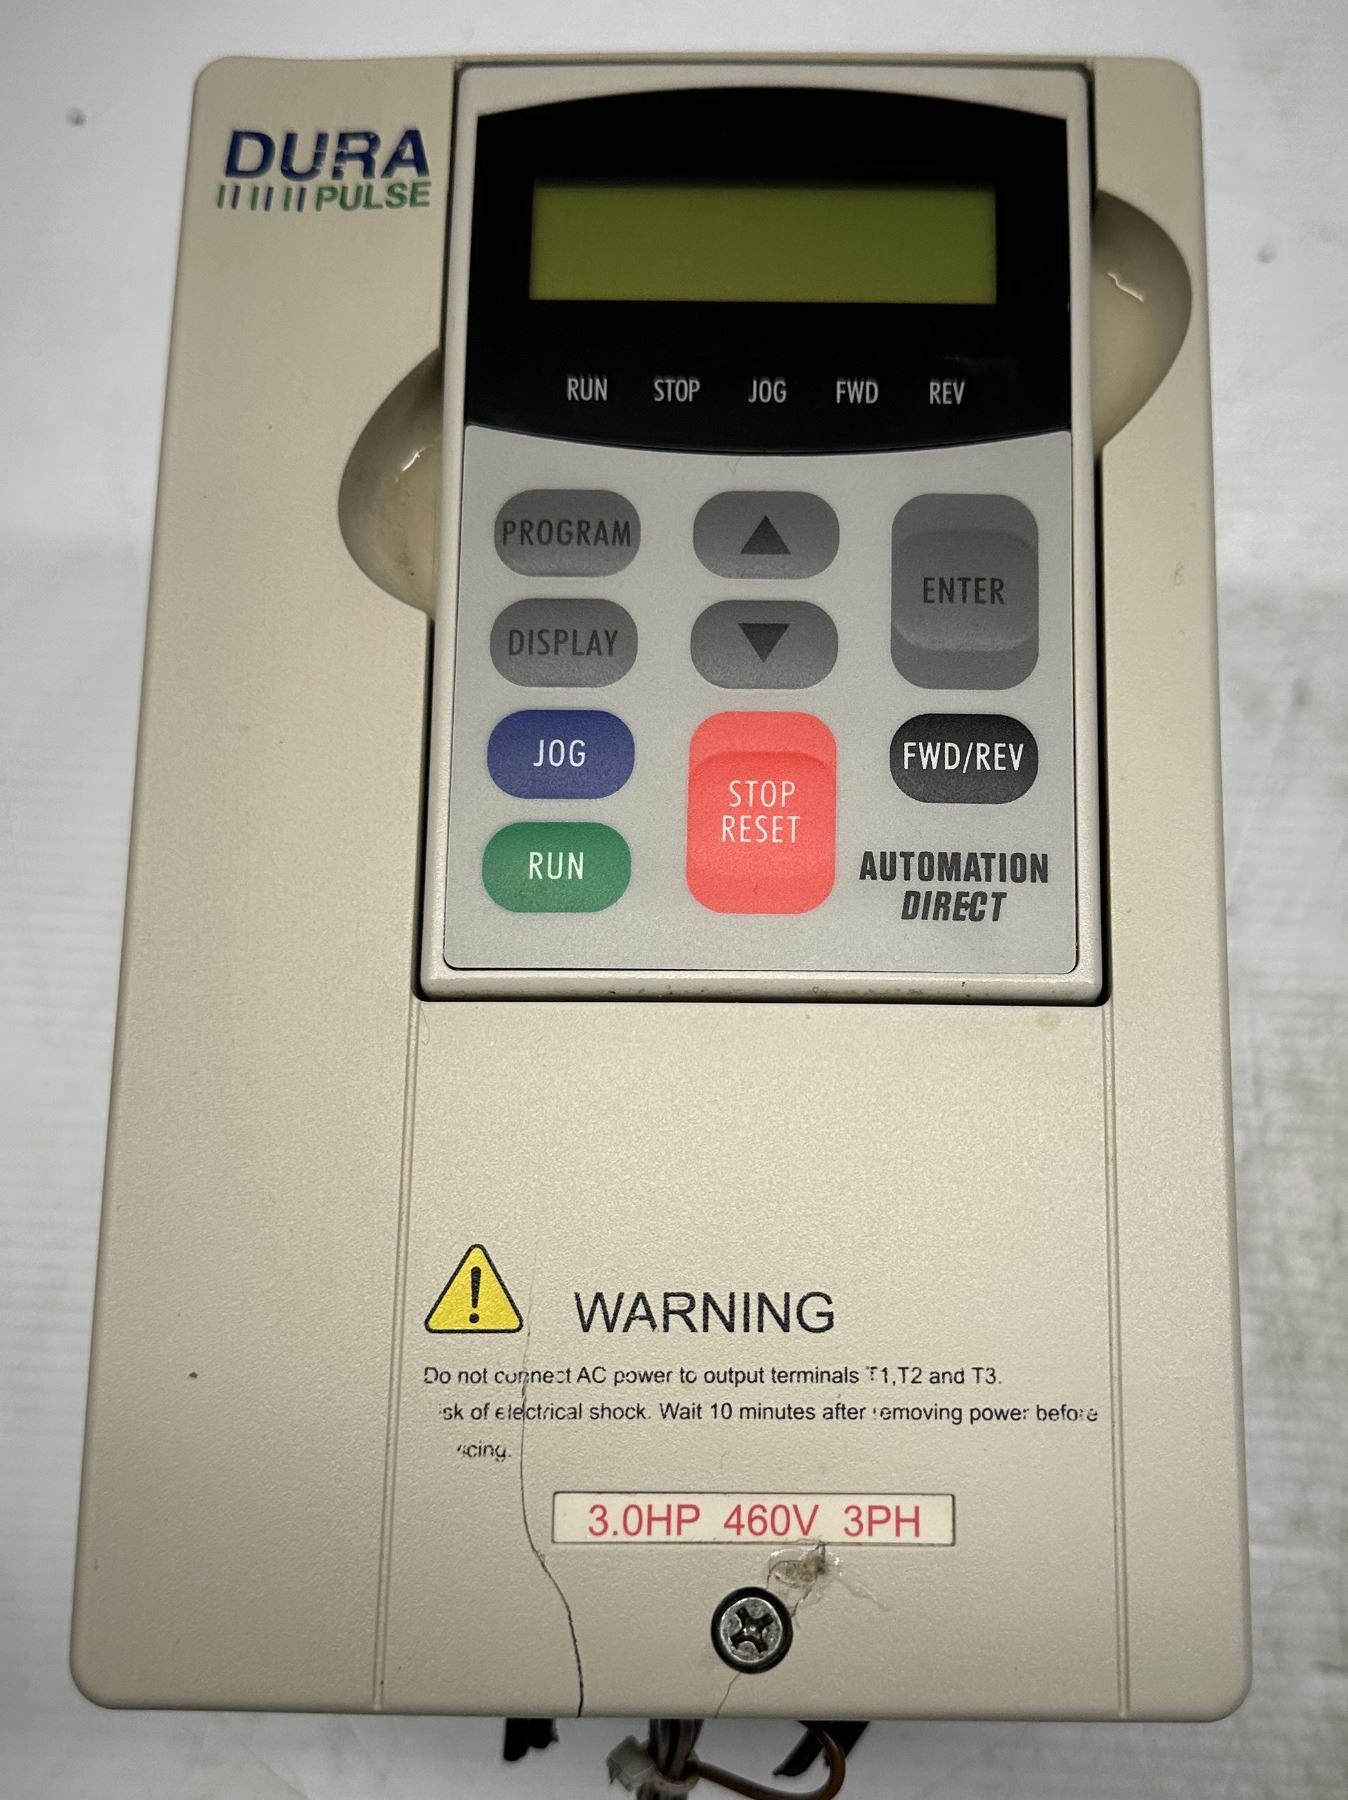 DURA
PULSE
RUN STOP JOG FWD REV
PROGRAM
ENTER
DISPLAY
JOG
STOP
RESET
FWD/REV
RUN
AUTOMATION
DIRECT
WARNING
Do not connect AC power to output terminals T1,T2 and T3.
sk of electrical shock. Wait 10 minutes after removing power before
icing.
3.0HP 460V 3PH